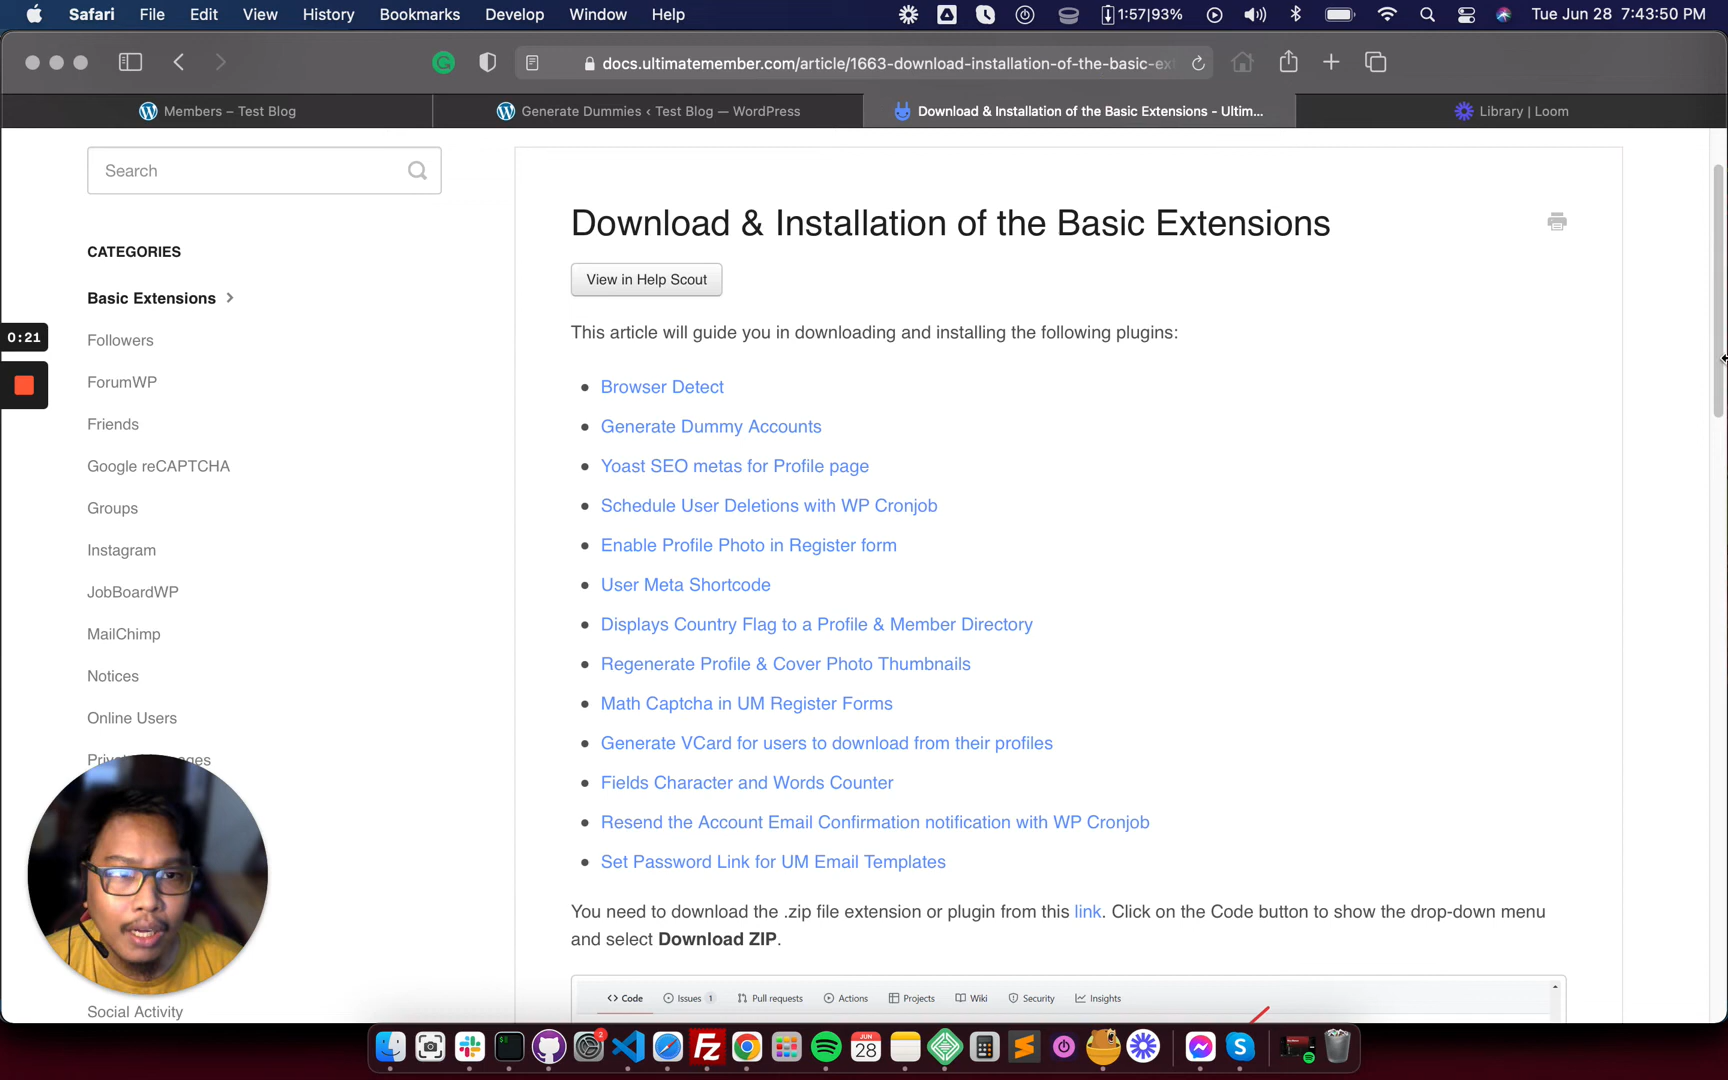 Safari File Edit View History Bookmarks Develop Window Help 1:57|93% Tue Jun 28 7:43:50 PM
docs.ultimatemember.com/article/1663-download-installation-of-the-basic-ex
Members – Test Blog Generate Dummies ‹ Test Blog — WordPress Download & Installation of the Basic Extensions - Ultim... Library | Loom
Search
CATEGORIES
Basic Extensions
Followers
ForumWP
Friends
Google reCAPTCHA
Groups
Instagram
JobBoardWP
MailChimp
Notices
Online Users
Social Activity
0:21
Download & Installation of the Basic Extensions
View in Help Scout
This article will guide you in downloading and installing the following plugins:
Browser Detect
Generate Dummy Accounts
Yoast SEO metas for Profile page
Schedule User Deletions with WP Cronjob
Enable Profile Photo in Register form
User Meta Shortcode
Displays Country Flag to a Profile & Member Directory
Regenerate Profile & Cover Photo Thumbnails
Math Captcha in UM Register Forms
Generate VCard for users to download from their profiles
Fields Character and Words Counter
Resend the Account Email Confirmation notification with WP Cronjob
Set Password Link for UM Email Templates
You need to download the .zip file extension or plugin from this link. Click on the Code button to show the drop-down menu
and select Download ZIP.
Code Issues 1 Pull requests Actions Projects Wiki Security Insights
2 JUN 28